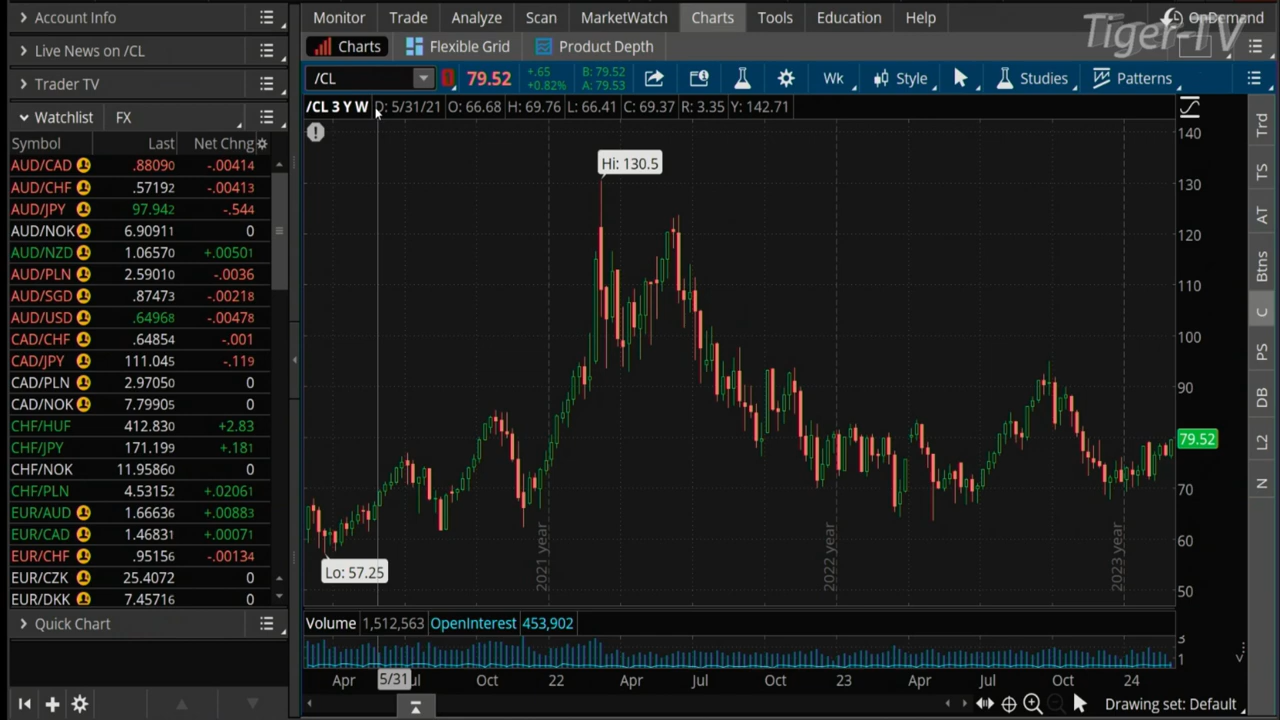 Account Info
Live News on /CL
Trader TV
Watchlist FX
Symbol Last Net Chng
AUD/CAD .88090 -.00414
AUD/CHF .57192 -.00413
AUD/JPY 97.942 -.544
AUD/NOK 6.90911 0
AUD/NZD 1.06570 +.00501
AUD/PLN 2.59010 -.0036
AUD/SGD .87473 -.00218
AUD/USD .64968 -.00478
CAD/CHF .64854 -.001
CAD/JPY 111.045 -.119
CAD/PLN 2.97050 0
CAD/NOK 7.79905 0
CHF/HUF 412.830 +2.83
CHF/JPY 171.199 +.181
CHF/NOK 11.95860 0
CHF/PLN 4.53152 +.02061
EUR/AUD 1.66636 +.00883
EUR/CAD 1.46831 +.00071
EUR/CHF .95156 -.00134
EUR/CZK 25.4072 0
EUR/DKK 7.45716 0
Quick Chart
Monitor Trade Analyze Scan MarketWatch Charts Tools Education Help
Tiger-TV
OnDemand
Charts Flexible Grid Product Depth
/CL 79.52 +.65 B: 79.52
+0.82% A: 79.53
Wk Style Studies Patterns
/CL 3 Y W D: 5/31/21 O: 66.68 H: 69.76 L: 66.41 C: 69.37 R: 3.35 Y: 142.71
Hi: 130.5
Lo: 57.25
140
130
120
110
100
90
79.52
70
60
50
2021 year
2022 year
2023 year
Volume 1,512,563 OpenInterest 453,902
3
1
Apr 5/31 Jul Oct 22 Apr Jul Oct 23 Apr Jul Oct 24
Drawing set: Default
Trd
TS
AT
Btns
C
PS
DB
L2
N